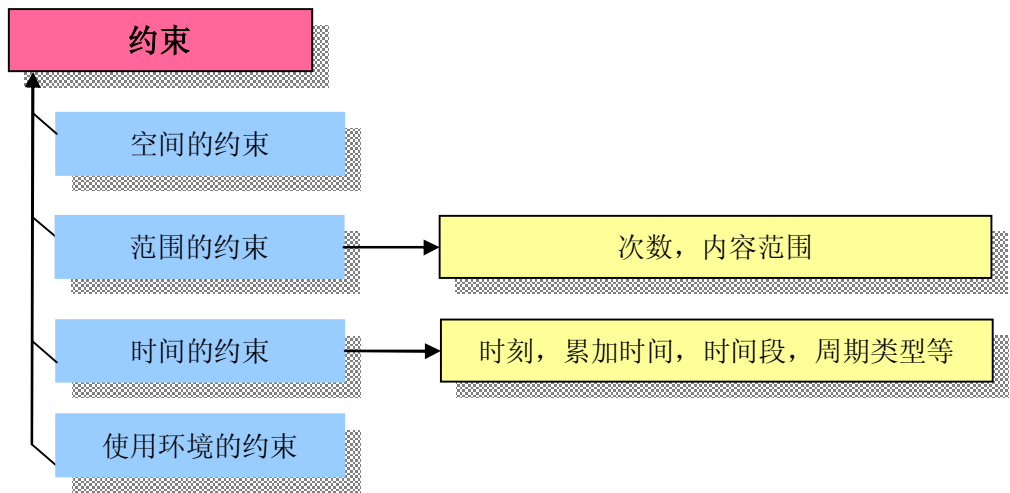 约束
空间的约束
范围的约束
次数，内容范围
时间的约束
时刻，累加时间，时间段，周期类型等
使用环境的约束